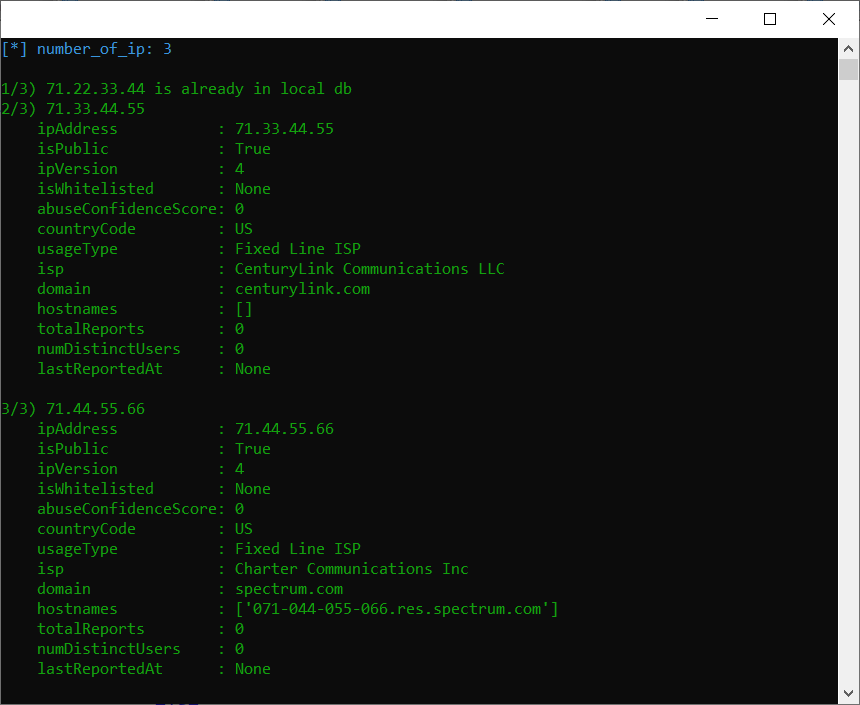 [*] number_of_ip: 3
1/3) 71.22.33.44 is already in local db
2/3) 71.33.44.55
ipAddress : 71.33.44.55
isPublic : True
ipVersion : 4
isWhitelisted : None
abuseConfidenceScore: 0
countryCode : US
usageType : Fixed Line ISP
isp : CenturyLink Communications LLC
domain : centurylink.com
hostnames : []
totalReports : 0
numDistinctUsers : 0
lastReportedAt : None
3/3) 71.44.55.66
ipAddress : 71.44.55.66
isPublic : True
ipVersion : 4
isWhitelisted : None
abuseConfidenceScore: 0
countryCode : US
usageType : Fixed Line ISP
isp : Charter Communications Inc
domain : spectrum.com
hostnames : ['071-044-055-066.res.spectrum.com']
totalReports : 0
numDistinctUsers : 0
lastReportedAt : None